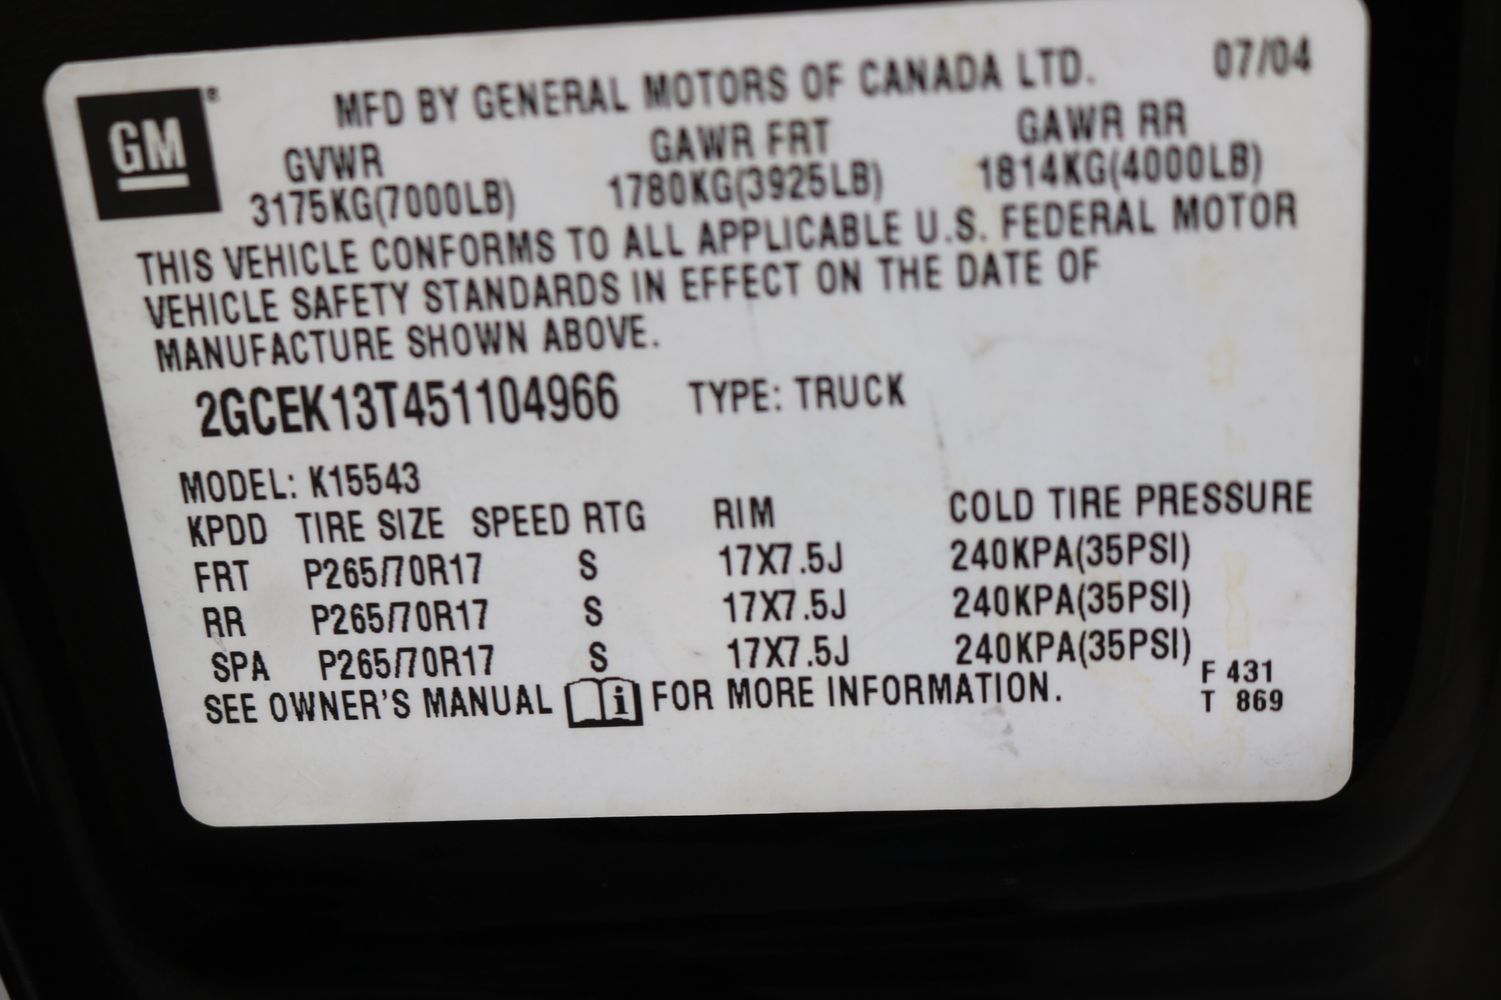 GM®
MFD BY GENERAL MOTORS OF CANADA LTD. 07/04
GVWR GAWR FRT GAWR RR
3175KG(7000LB) 1780KG(3925LB) 1814KG(4000LB)
THIS VEHICLE CONFORMS TO ALL APPLICABLE U.S. FEDERAL MOTOR
VEHICLE SAFETY STANDARDS IN EFFECT ON THE DATE OF
MANUFACTURE SHOWN ABOVE.
2GCEK13T451104966 TYPE: TRUCK
MODEL: K15543
KPDD TIRE SIZE SPEED RTG RIM COLD TIRE PRESSURE
FRT P265/70R17 S 17X7.5J 240KPA(35PSI)
RR P265/70R17 S 17X7.5J 240KPA(35PSI)
SPA P265/70R17 S 17X7.5J 240KPA(35PSI)
SEE OWNER'S MANUAL i FOR MORE INFORMATION.
F 431
T 869